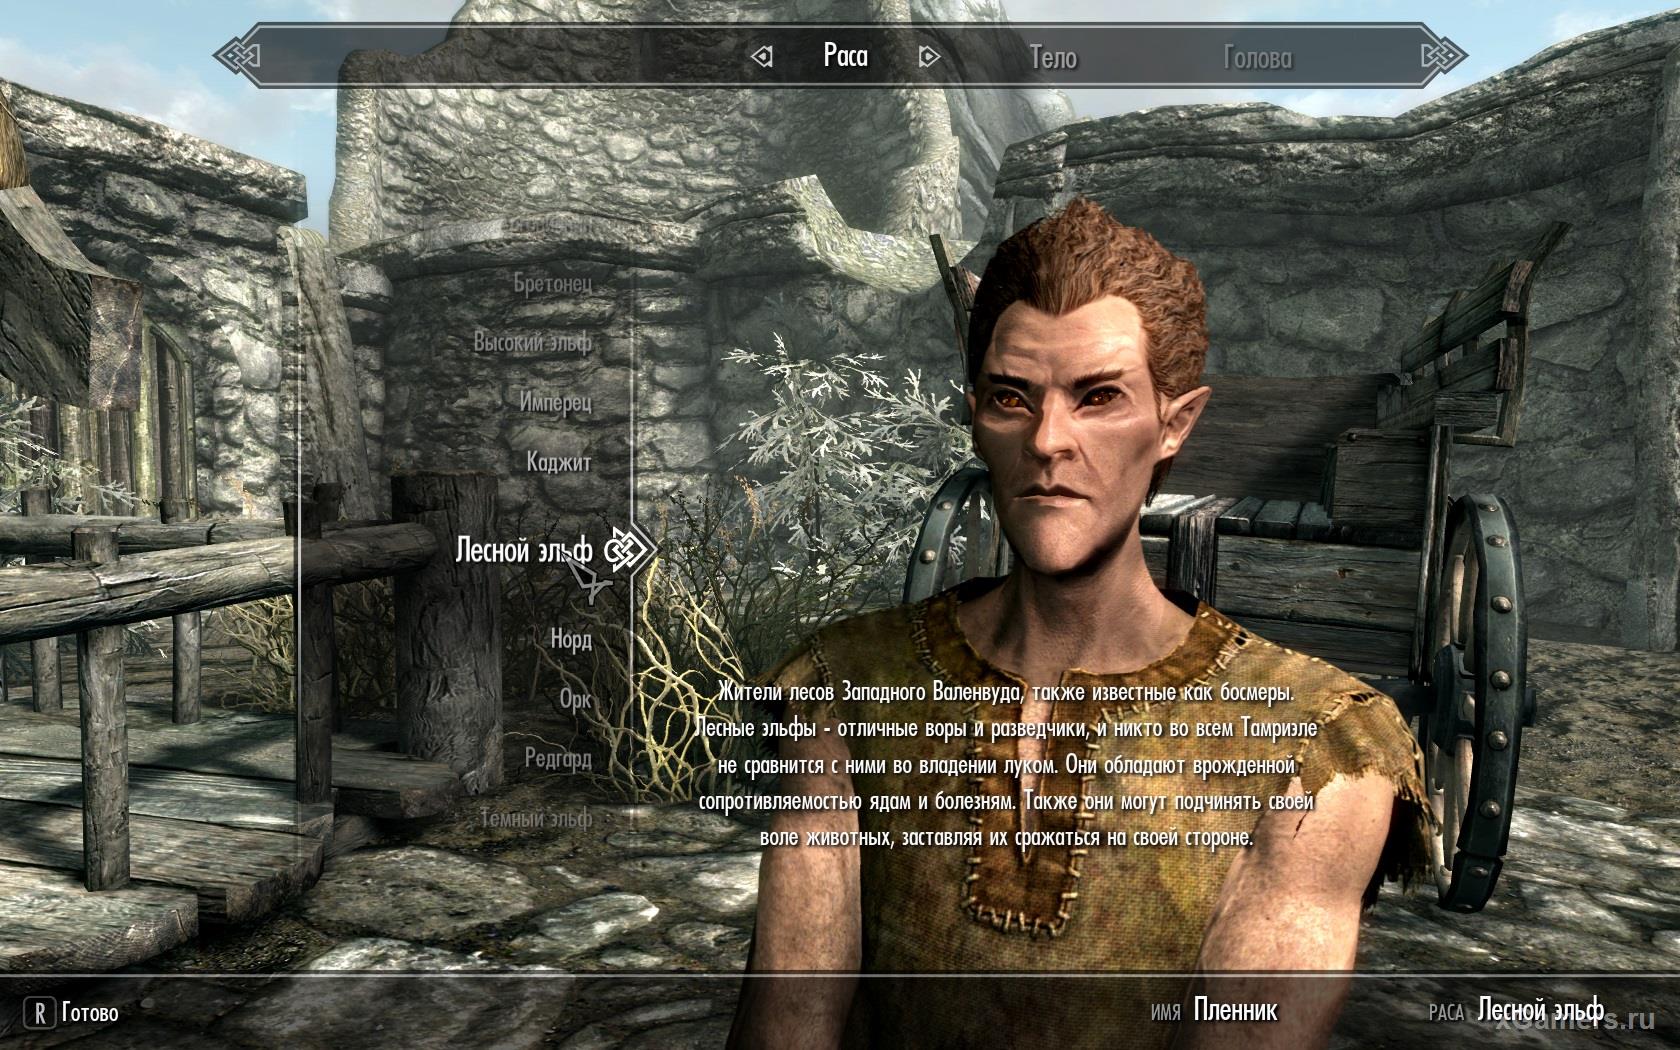 Раса
Тело
Голова
Бретонец
Высокий эльф
Имперец
Каджит
Лесной эльф
Норд
Орк
Редгард
Тёмный эльф
Жители лесов Западного Валенвуда, также известные как босмеры.
Лесные эльфы - отличные воры и разведчики, и никто во всем Тамриэле
не сравнится с ними во владении луком. Они обладают врожденной
сопротивляемостью ядам и болезням. Также они могут подчинять своей
воле животных, заставляя их сражаться на своей стороне.
R Готово
ИМЯ Пленник
РАСА Лесной эльф
xGamers.ru